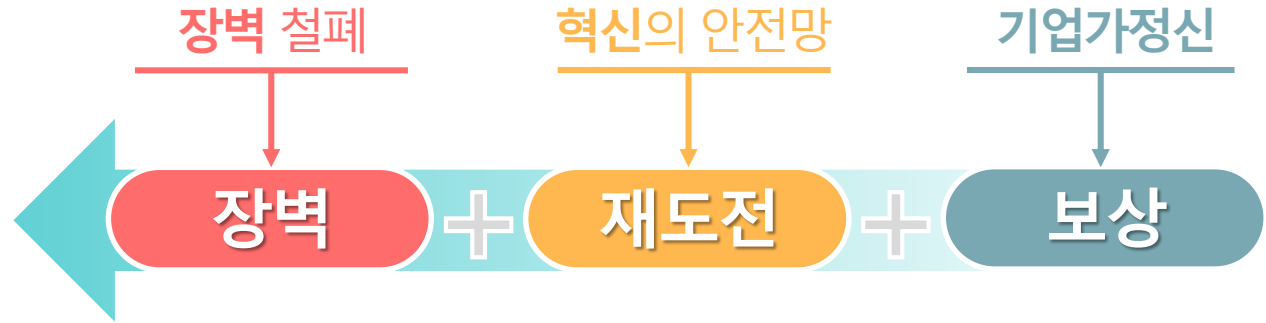 장벽 철폐
혁신의 안전망
기업가정신
장벽 + 재도전 + 보상